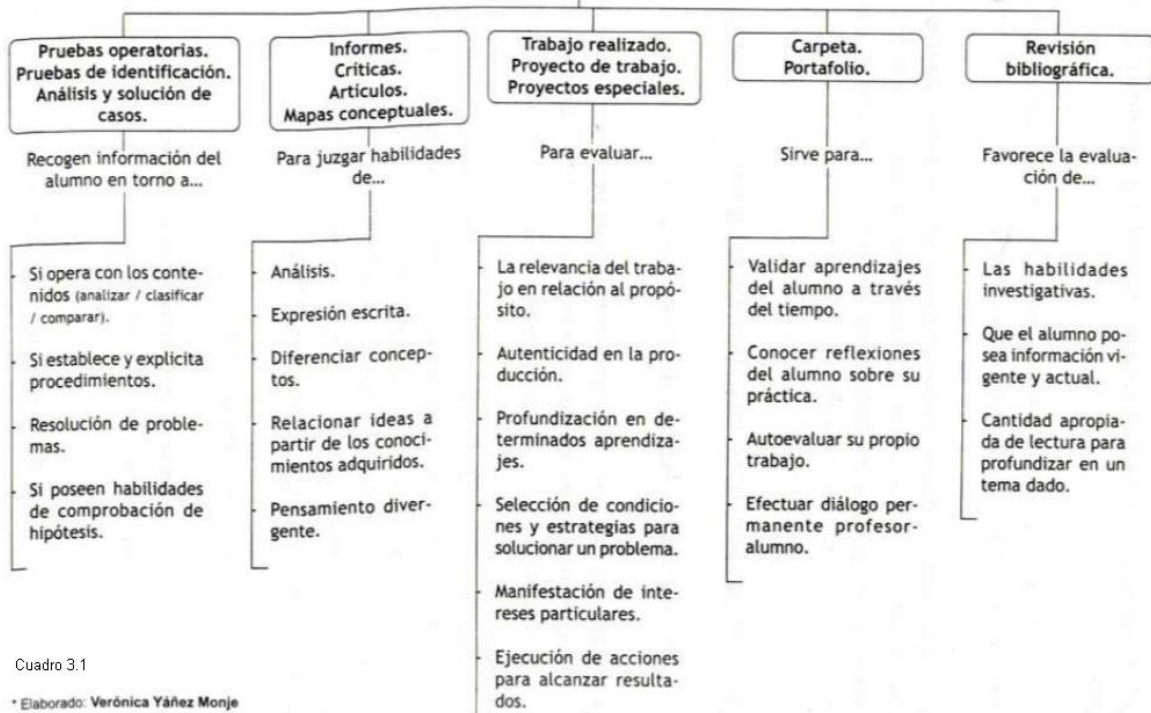 Pruebas operatorias.
Pruebas de identificación.
Análisis y solución de
casos.
Recogen información del
alumno en torno a...
- Si opera con los conte-
nidos (analizar / clasificar
/ comparar).
- Si establece y explicita
procedimientos.
- Resolución de proble-
mas.
- Si poseen habilidades
de comprobación de
hipótesis.
Informes.
Críticas.
Artículos.
Mapas conceptuales.
Para juzgar habilidades
de...
- Análisis.
- Expresión escrita.
- Diferenciar concep-
tos.
- Relacionar ideas a
partir de los conoci-
mientos adquiridos.
- Pensamiento diver-
gente.
Trabajo realizado.
Proyecto de trabajo.
Proyectos especiales.
Para evaluar...
- La relevancia del traba-
jo en relación al propó-
sito.
- Autenticidad en la pro-
ducción.
- Profundización en de-
terminados aprendiza-
jes.
- Selección de condicio-
nes y estrategias para
solucionar un problema.
- Manifestación de inte-
reses particulares.
- Ejecución de acciones
para alcanzar resulta-
dos.
Carpeta.
Portafolio.
Sirve para...
- Validar aprendizajes
del alumno a través
del tiempo.
- Conocer reflexiones
del alumno sobre su
práctica.
- Autoevaluar su propio
trabajo.
- Efectuar diálogo per-
manente profesor-
alumno.
Revisión
bibliográfica.
Favorece la evalua-
ción de...
- Las habilidades
investigativas.
- Que el alumno po-
sea información vi-
gente y actual.
- Cantidad apropia-
da de lectura para
profundizar en un
tema dado.
Cuadro 3.1
* Elaborado: Verónica Yáñez Monje